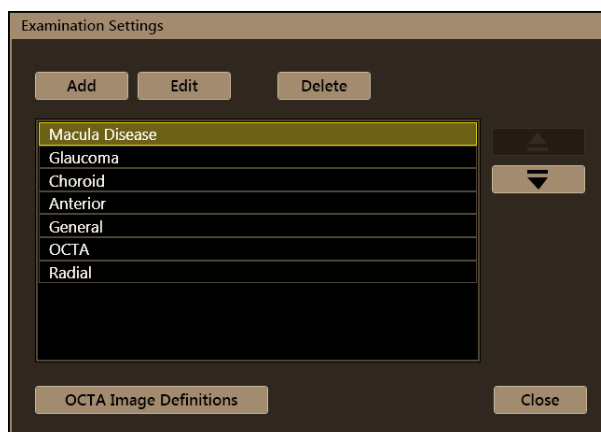 Examination Settings
Add Edit Delete
Macula Disease
Glaucoma
Choroid
Anterior
General
OCTA
Radial
OCTA Image Definitions Close